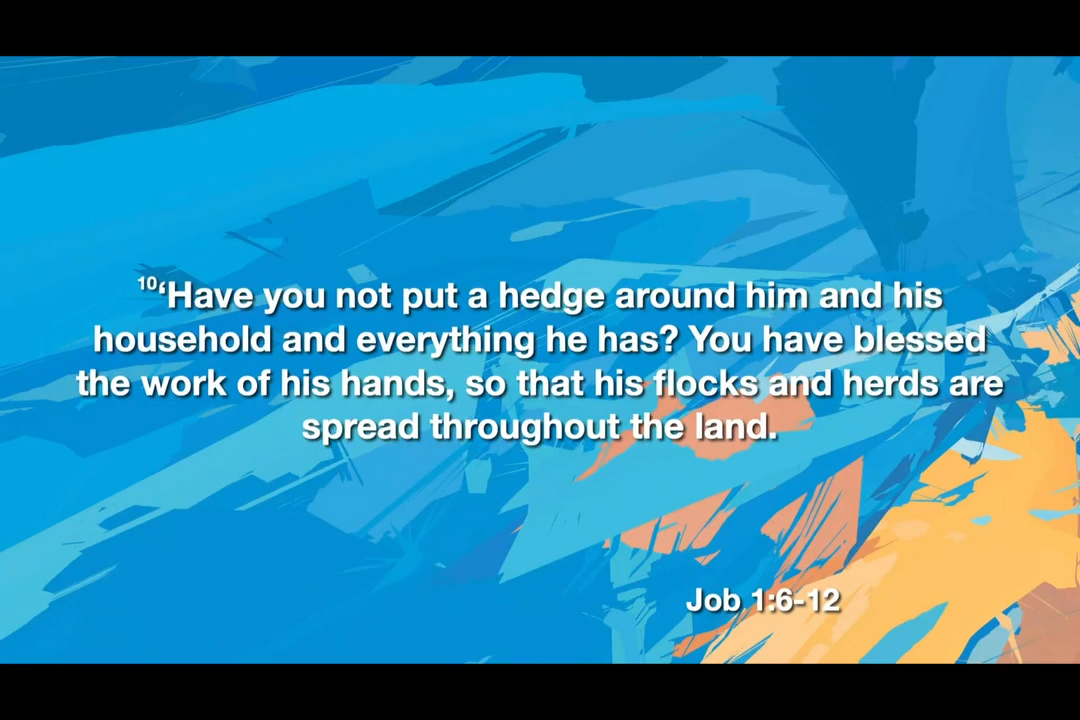 ¹⁰‘Have you not put a hedge around him and his
household and everything he has? You have blessed
the work of his hands, so that his flocks and herds are
spread throughout the land.
Job 1:6-12